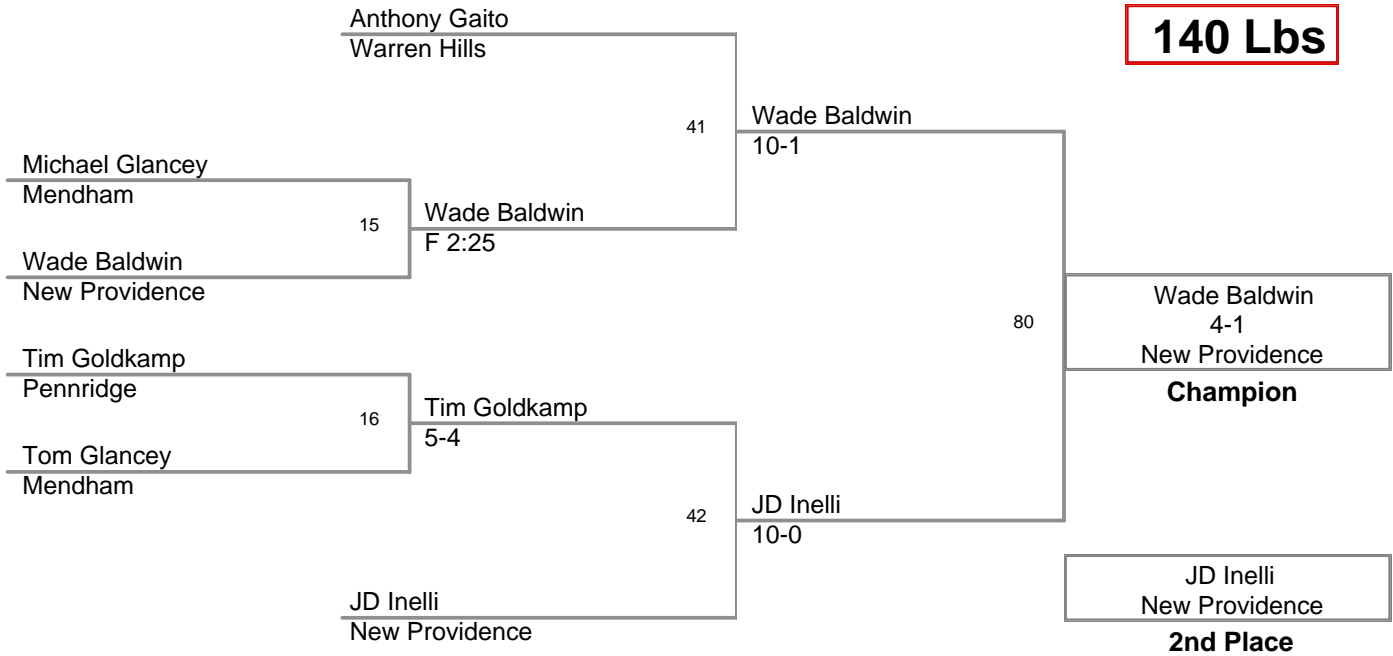 Anthony Gaito
Warren Hills
140 Lbs
41
Wade Baldwin
10-1
Michael Glancey
Mendham
15
Wade Baldwin
F 2:25
Wade Baldwin
New Providence
80
Wade Baldwin
4-1
New Providence
Champion
Tim Goldkamp
Pennridge
16
Tim Goldkamp
5-4
Tom Glancey
Mendham
42
JD Inelli
10-0
JD Inelli
New Providence
JD Inelli
New Providence
2nd Place